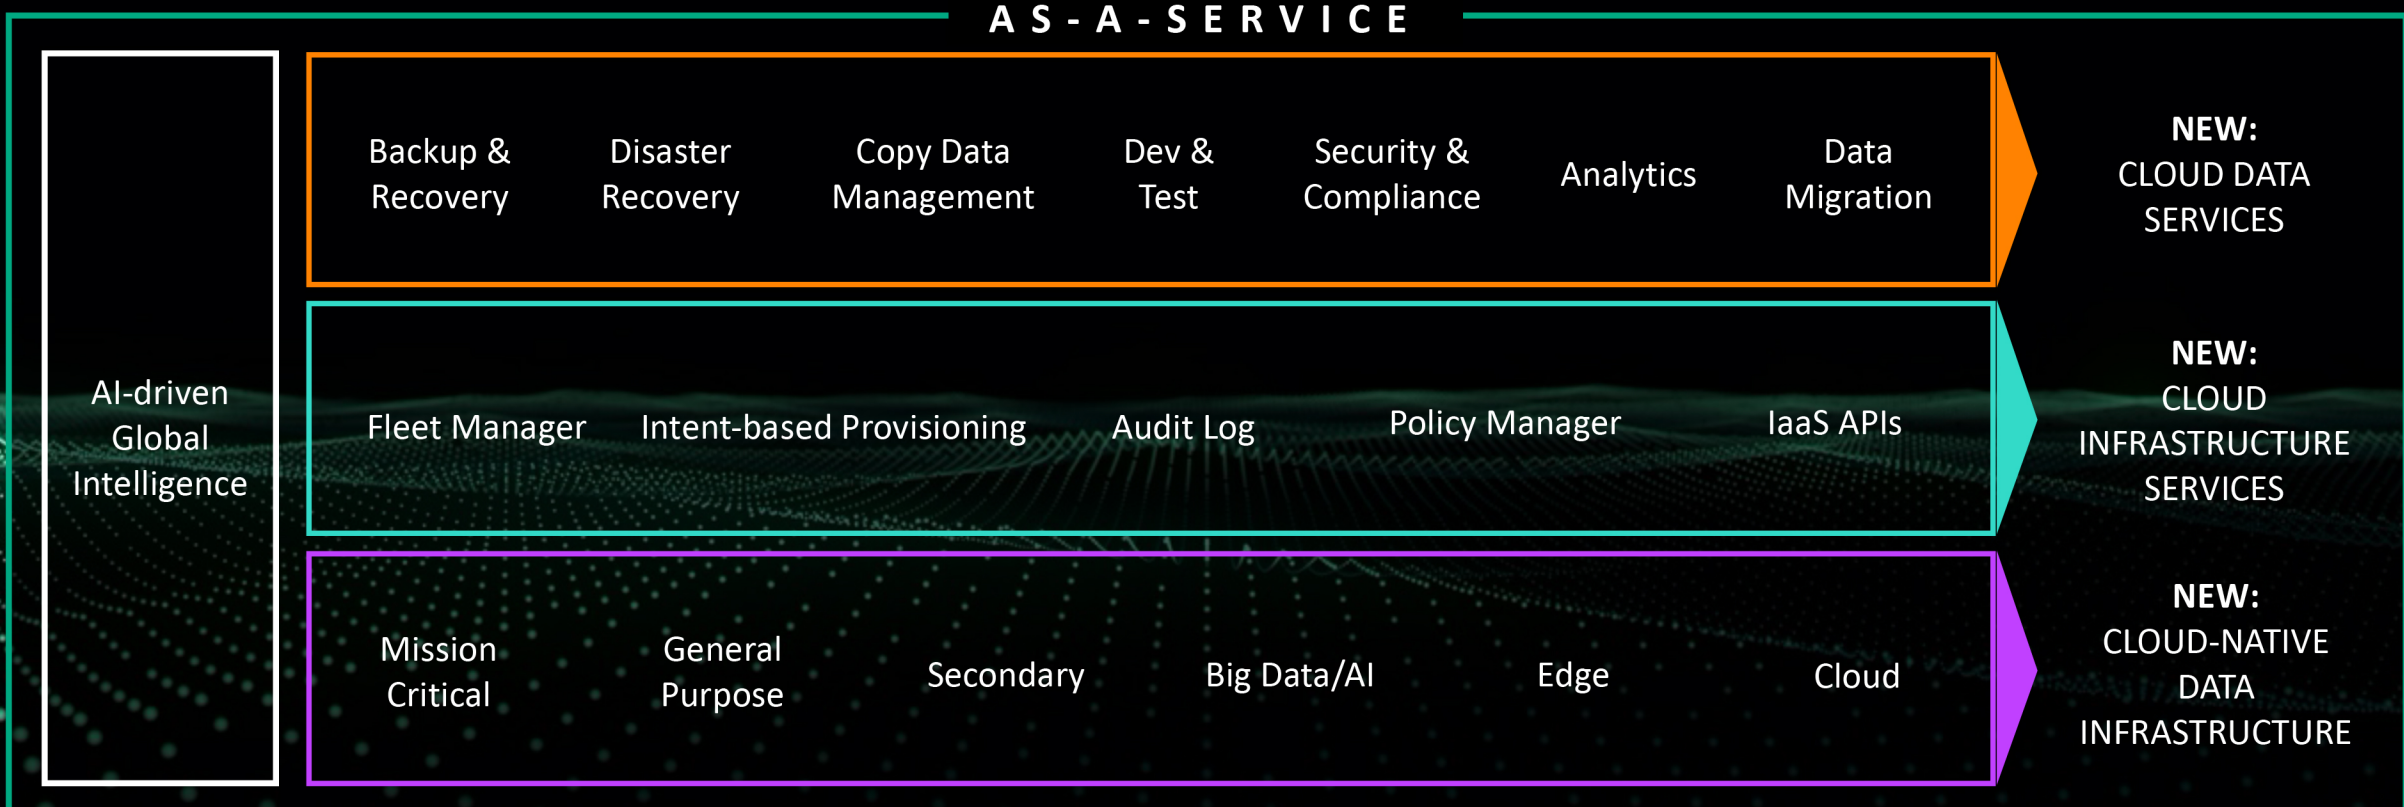 AS-A-SERVICE
AI-driven
Global
Intelligence
Backup &
Recovery
Disaster
Recovery
Copy Data
Management
Dev &
Test
Security &
Compliance
Analytics
Data
Migration
NEW:
CLOUD DATA
SERVICES
Fleet Manager
Intent-based Provisioning
Audit Log
Policy Manager
IaaS APIs
NEW:
CLOUD
INFRASTRUCTURE
SERVICES
Mission
Critical
General
Purpose
Secondary
Big Data/AI
Edge
Cloud
NEW:
CLOUD-NATIVE
DATA
INFRASTRUCTURE